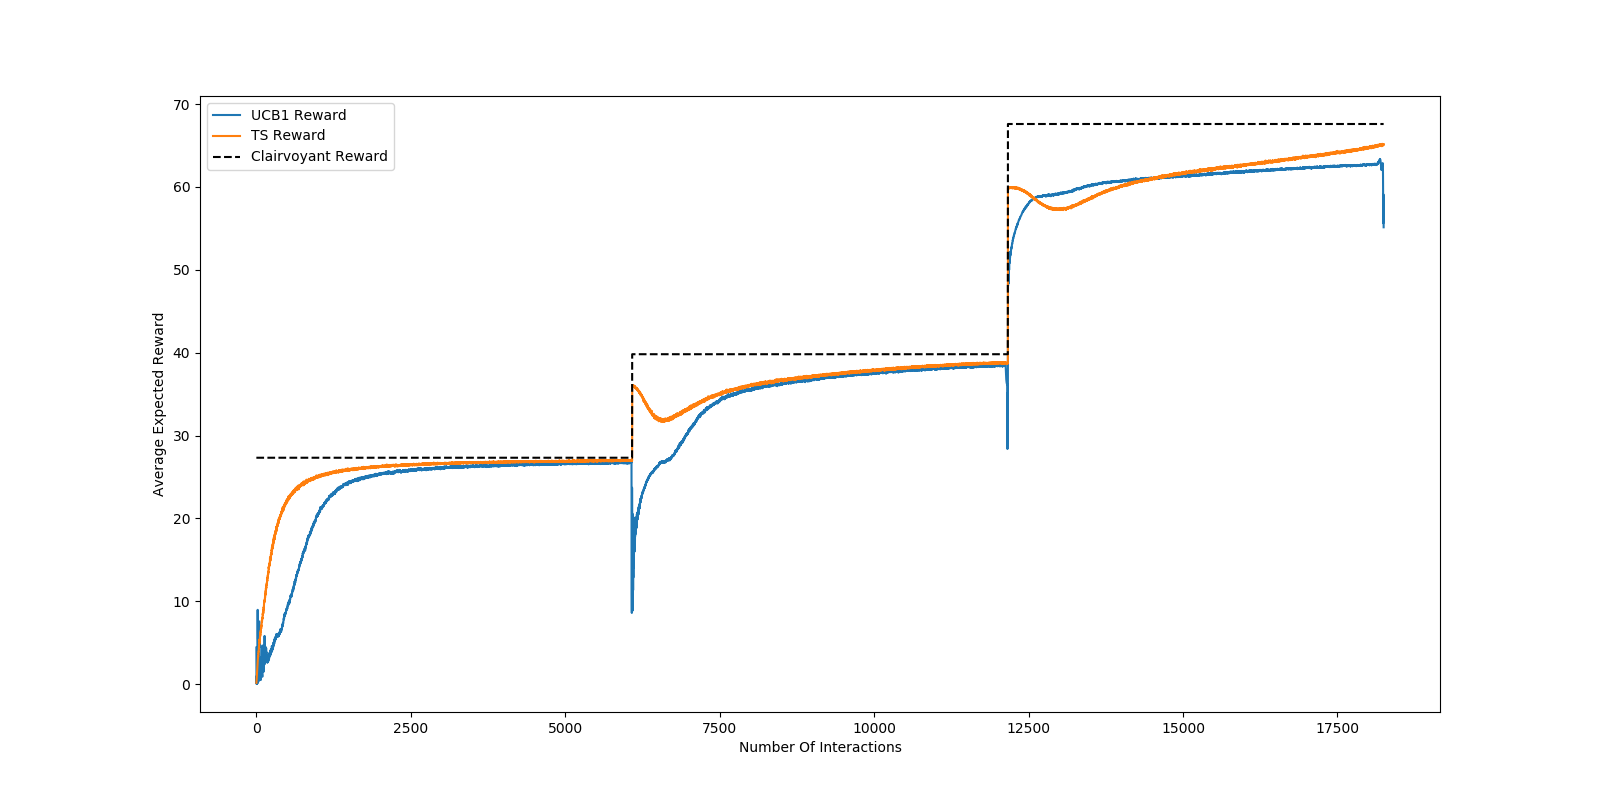 UCB1 Reward
TS Reward
Clairvoyant Reward
Average Expected Reward
70
60
50
40
30
20
10
0
0 2500 5000 7500 10000 12500 15000 17500
Number Of Interactions